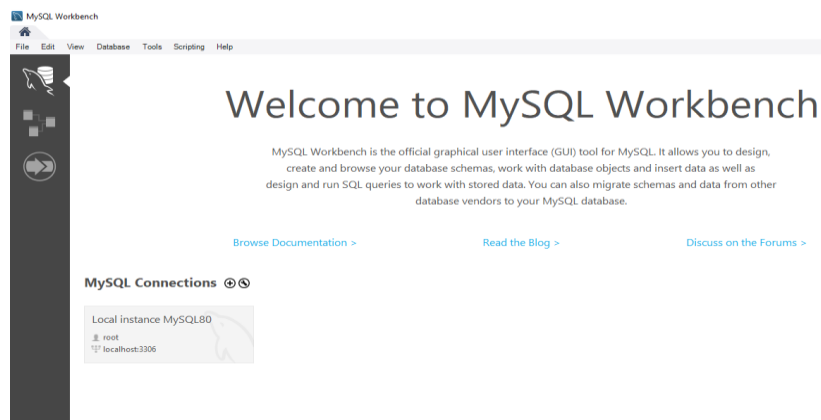 MySQL Workbench
File Edit View Database Tools Scripting Help
Welcome to MySQL Workbench
MySQL Workbench is the official graphical user interface (GUI) tool for MySQL. It allows you to design,
create and browse your database schemas, work with database objects and insert data as well as
design and run SQL queries to work with stored data. You can also migrate schemas and data from other
database vendors to your MySQL database.
Browse Documentation > Read the Blog > Discuss on the Forums >
MySQL Connections
Local instance MySQL80
root
localhost:3306